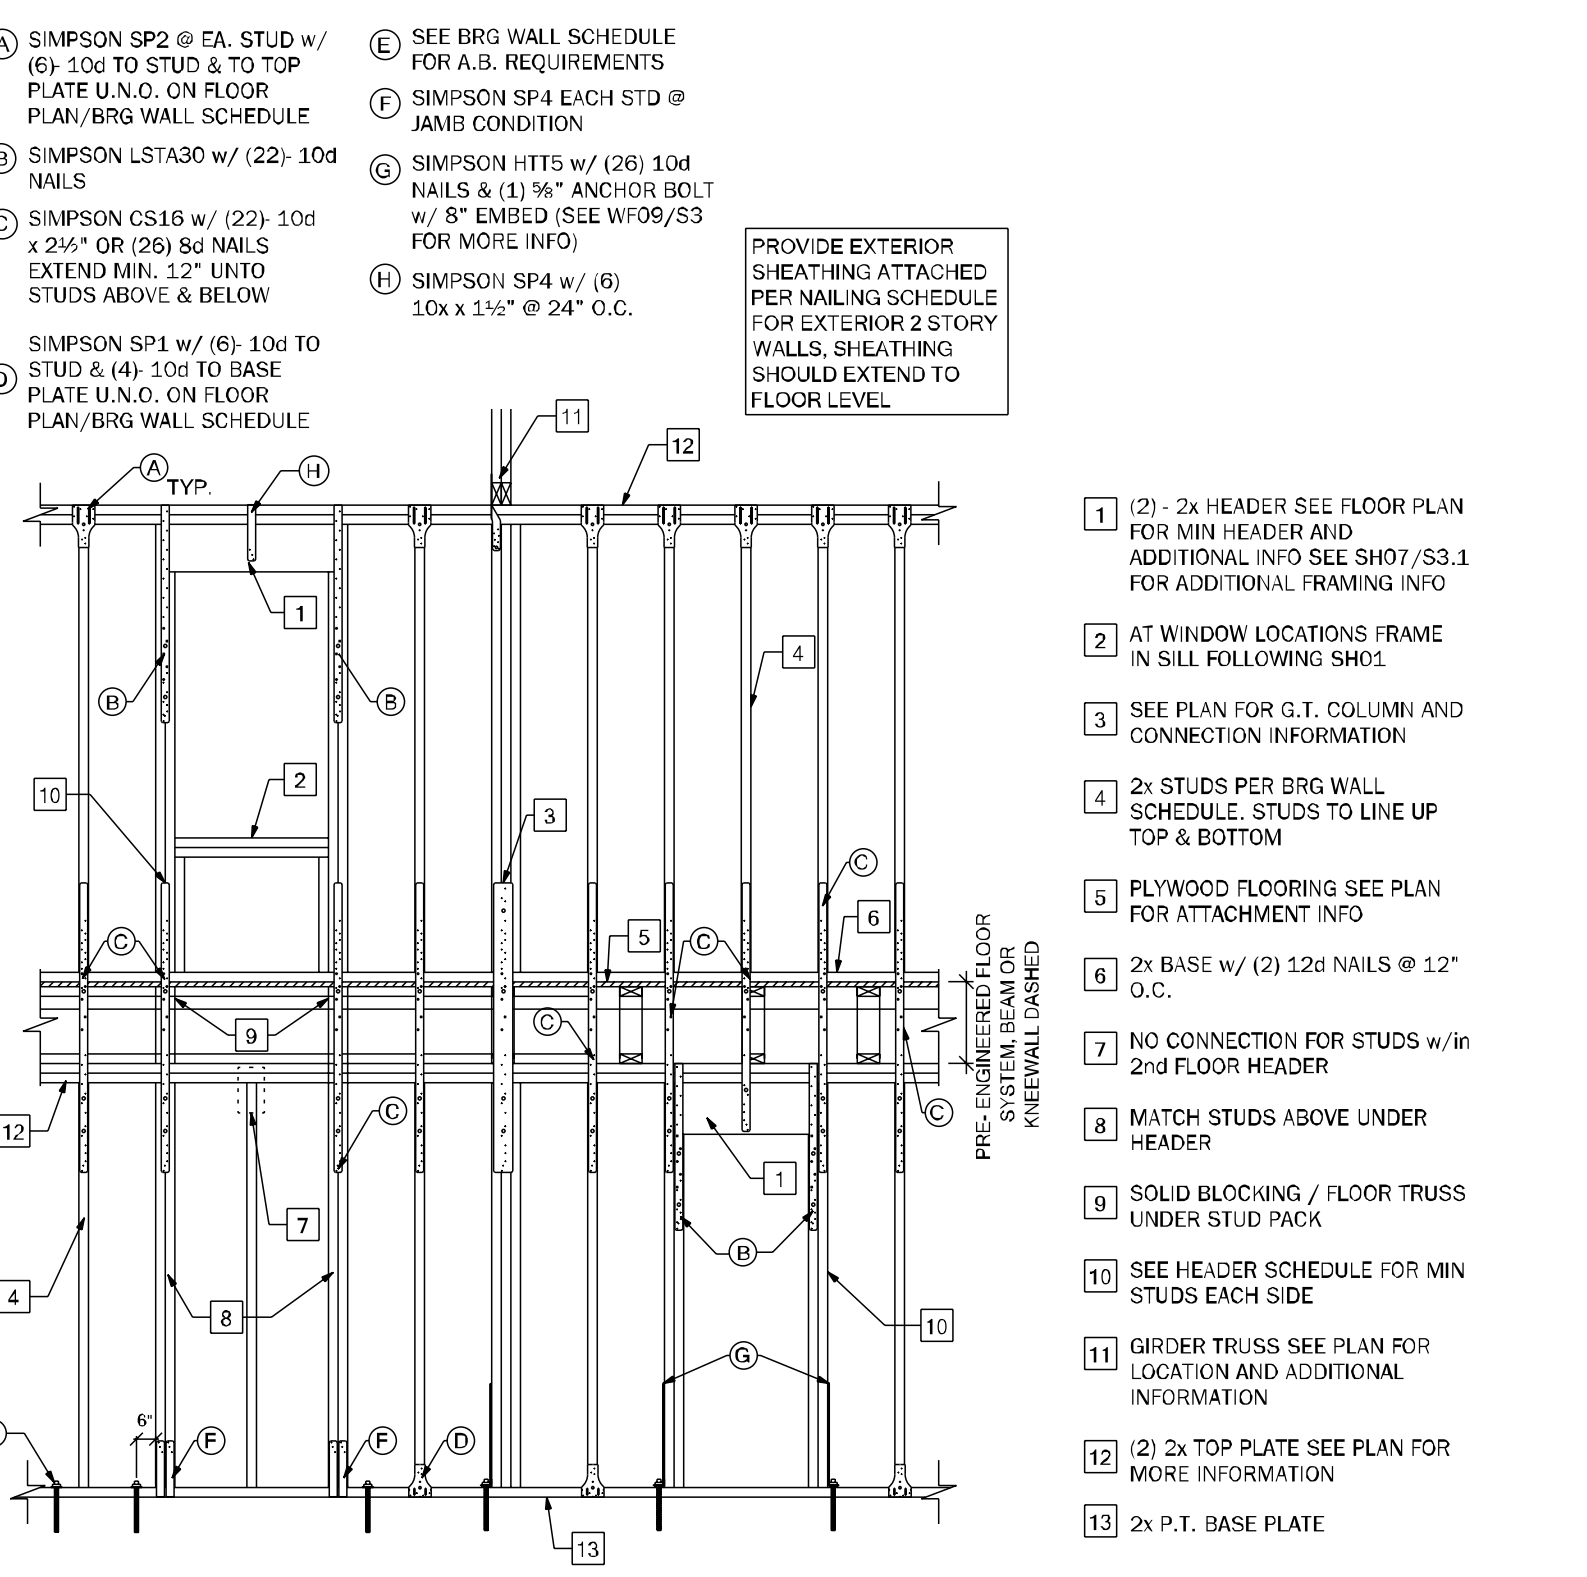 A
SIMPSON SP2 @ EA. STUD w/
(6)- 10d TO STUD & TO TOP
PLATE U.N.O. ON FLOOR
PLAN/BRG WALL SCHEDULE
B
SIMPSON LSTA30 w/ (22)- 10d
NAILS
C
SIMPSON CS16 w/ (22)- 10d
x 2½" OR (26) 8d NAILS
EXTEND MIN. 12" UNTO
STUDS ABOVE & BELOW
D
SIMPSON SP1 w/ (6)- 10d TO
STUD & (4)- 10d TO BASE
PLATE U.N.O. ON FLOOR
PLAN/BRG WALL SCHEDULE
E
SEE BRG WALL SCHEDULE
FOR A.B. REQUIREMENTS
F
SIMPSON SP4 EACH STD @
JAMB CONDITION
G
SIMPSON HTT5 w/ (26) 10d
NAILS & (1) ⅝" ANCHOR BOLT
w/ 8" EMBED (SEE WF09/S3
FOR MORE INFO)
H
SIMPSON SP4 w/ (6)
10x x 1½" @ 24" O.C.
PROVIDE EXTERIOR
SHEATHING ATTACHED
PER NAILING SCHEDULE
FOR EXTERIOR 2 STORY
WALLS, SHEATHING
SHOULD EXTEND TO
FLOOR LEVEL
11
12
A
TYP.
H
1
4
B
B
2
10
3
C
C
6
5
C
9
C
PRE- ENGINEERED FLOOR
SYSTEM, BEAM OR
KNEEWALL DASHED
12
C
C
1
7
B
4
8
10
G
6"
F
F
D
13
1
(2) - 2x HEADER SEE FLOOR PLAN
FOR MIN HEADER AND
ADDITIONAL INFO SEE SH07/S3.1
FOR ADDITIONAL FRAMING INFO
2
AT WINDOW LOCATIONS FRAME
IN SILL FOLLOWING SH01
3
SEE PLAN FOR G.T. COLUMN AND
CONNECTION INFORMATION
4
2x STUDS PER BRG WALL
SCHEDULE. STUDS TO LINE UP
TOP & BOTTOM
5
PLYWOOD FLOORING SEE PLAN
FOR ATTACHMENT INFO
6
2x BASE w/ (2) 12d NAILS @ 12"
O.C.
7
NO CONNECTION FOR STUDS w/in
2nd FLOOR HEADER
8
MATCH STUDS ABOVE UNDER
HEADER
9
SOLID BLOCKING / FLOOR TRUSS
UNDER STUD PACK
10
SEE HEADER SCHEDULE FOR MIN
STUDS EACH SIDE
11
GIRDER TRUSS SEE PLAN FOR
LOCATION AND ADDITIONAL
INFORMATION
12
(2) 2x TOP PLATE SEE PLAN FOR
MORE INFORMATION
13
2x P.T. BASE PLATE